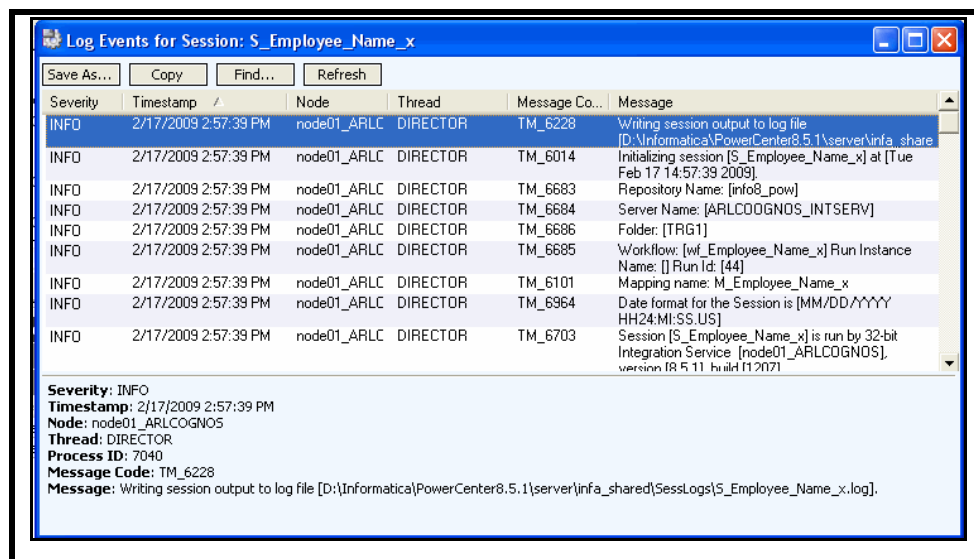 Log Events for Session: S_Employee_Name_x
Save As... Copy Find... Refresh
Severity Timestamp Node Thread Message Co... Message
INFO 2/17/2009 2:57:39 PM node01_ARLC DIRECTOR TM_6228 Writing session output to log file
[D:\Informatica\PowerCenter8.5.1\server\infa_share
INFO 2/17/2009 2:57:39 PM node01_ARLC DIRECTOR TM_6014 Initializing session [S_Employee_Name_x] at [Tue
Feb 17 14:57:39 2009].
INFO 2/17/2009 2:57:39 PM node01_ARLC DIRECTOR TM_6683 Repository Name: [info8_pow]
INFO 2/17/2009 2:57:39 PM node01_ARLC DIRECTOR TM_6684 Server Name: [ARLCOOGNOS_INTSERV]
INFO 2/17/2009 2:57:39 PM node01_ARLC DIRECTOR TM_6686 Folder: [TRG1]
INFO 2/17/2009 2:57:39 PM node01_ARLC DIRECTOR TM_6685 Workflow: [wf_Employee_Name_x] Run Instance
Name: [] Run Id: [44]
INFO 2/17/2009 2:57:39 PM node01_ARLC DIRECTOR TM_6101 Mapping name: M_Employee_Name_x
INFO 2/17/2009 2:57:39 PM node01_ARLC DIRECTOR TM_6964 Date format for the Session is [MM/DD/YYYY
HH24:MI:SS.US]
INFO 2/17/2009 2:57:39 PM node01_ARLC DIRECTOR TM_6703 Session [S_Employee_Name_x] is run by 32-bit
Integration Service [node01_ARLCOGNOS],
version [8.5.1], build [1207]
Severity: INFO
Timestamp: 2/17/2009 2:57:39 PM
Node: node01_ARLCOGNOS
Thread: DIRECTOR
Process ID: 7040
Message Code: TM_6228
Message: Writing session output to log file [D:\Informatica\PowerCenter8.5.1\server\infa_shared\SessLogs\S_Employee_Name_x.log].